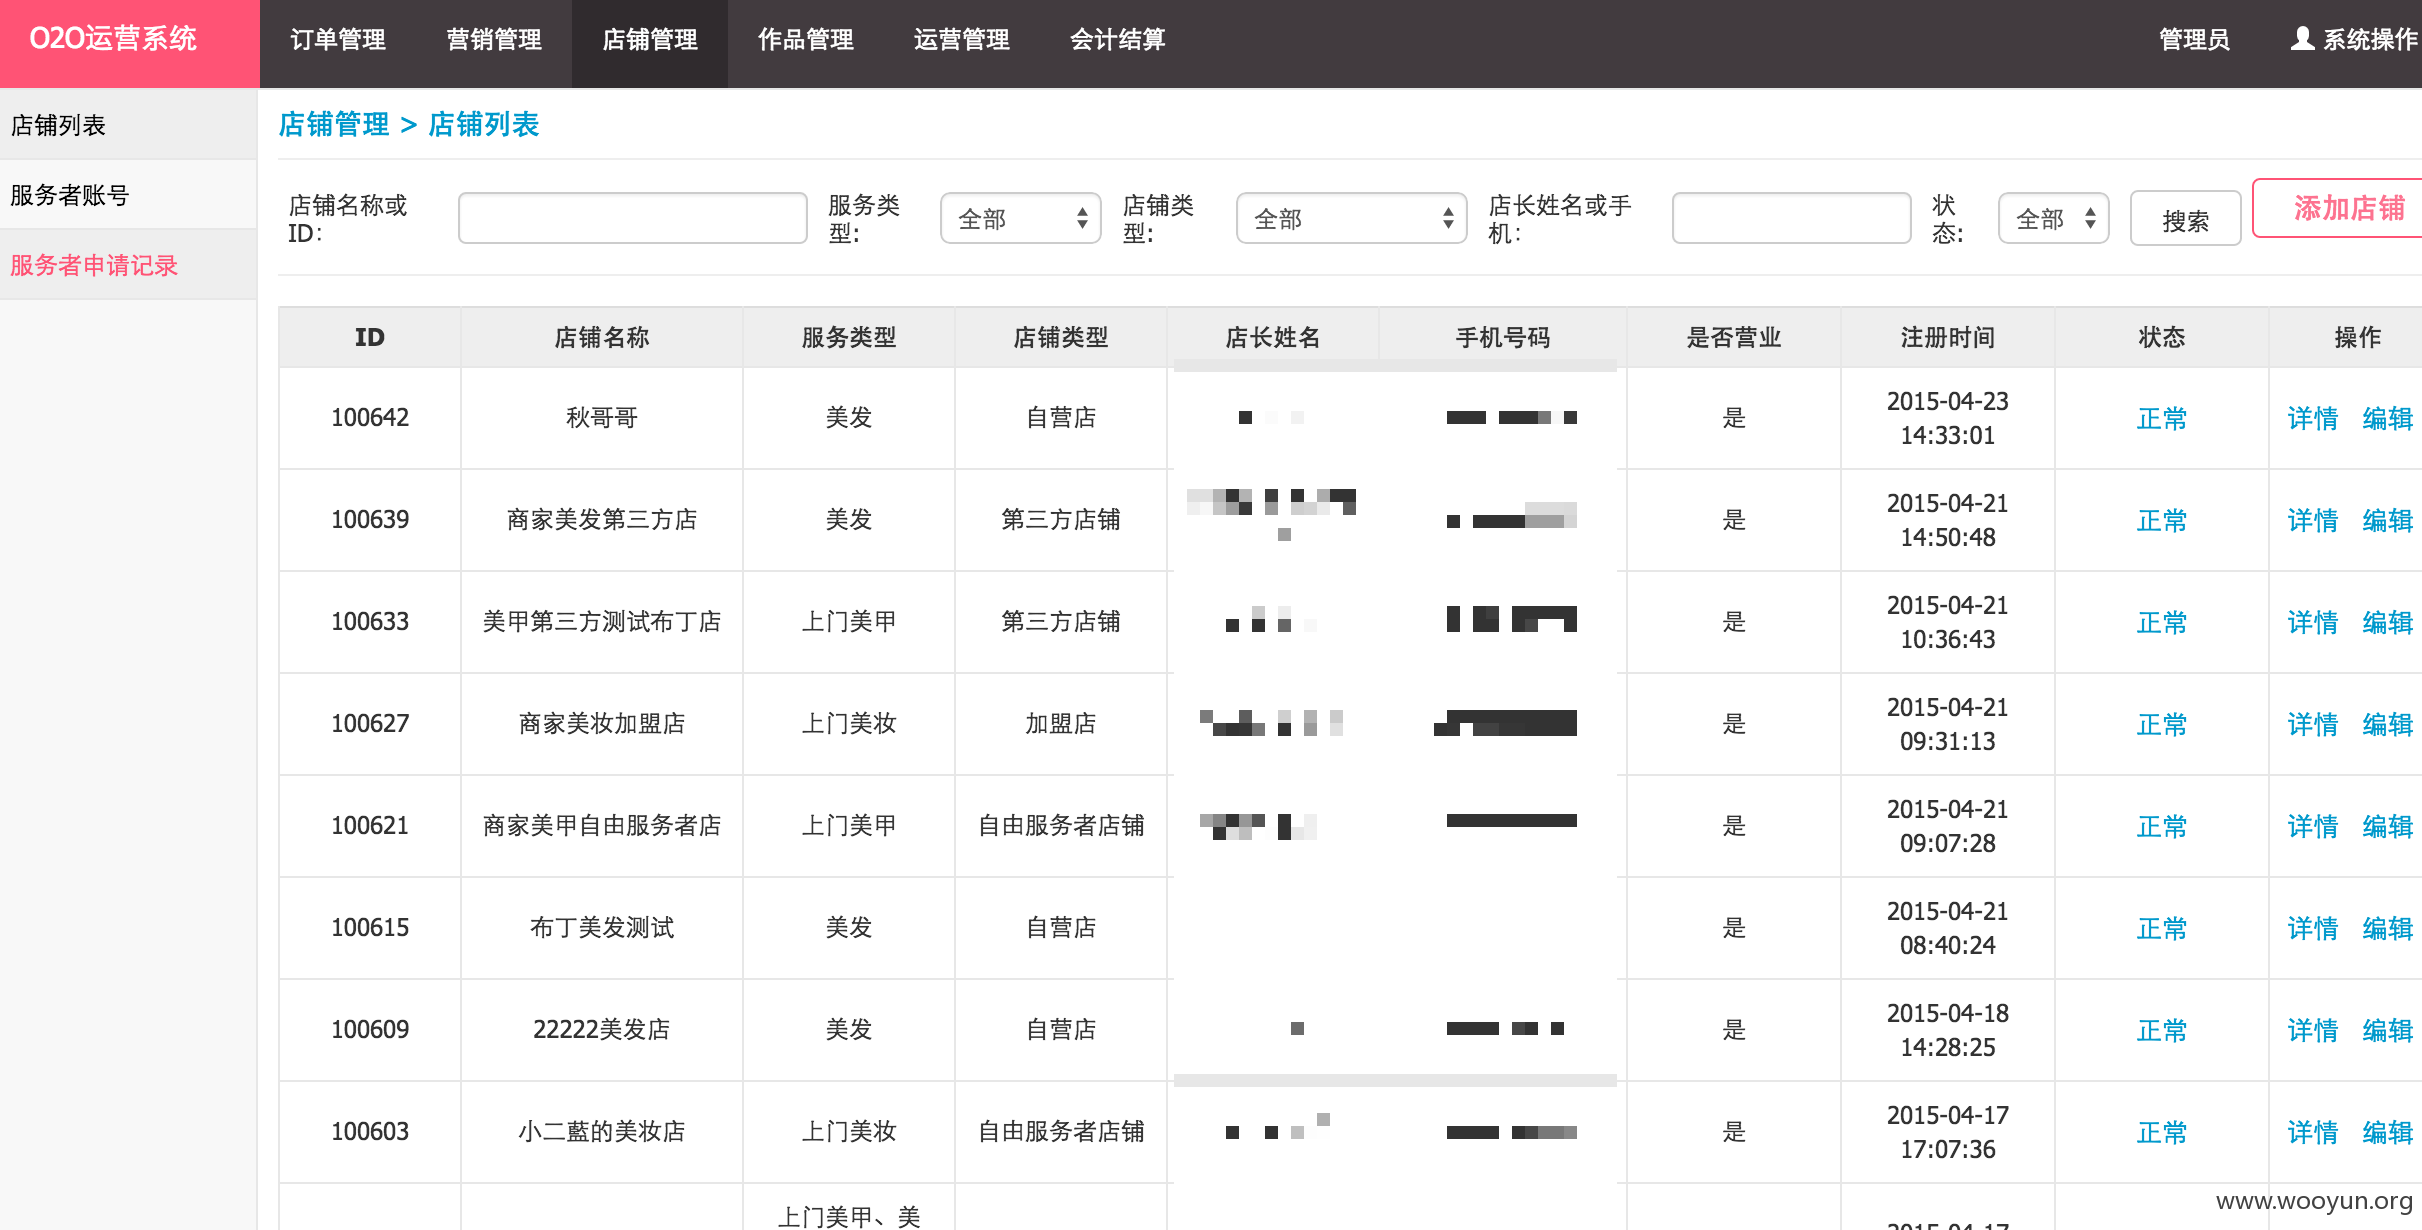 O2O运营系统 订单管理 营销管理 店铺管理 作品管理 运营管理 会计结算 管理员 系统操作
店铺列表
服务者账号
服务者申请记录
店铺管理 > 店铺列表
店铺名称或ID: 服务类型: 全部 店铺类型: 全部 店长姓名或手机: 状态: 全部 搜索 添加店铺
ID 店铺名称 服务类型 店铺类型 店长姓名 手机号码 是否营业 注册时间 状态 操作
100642 秋哥哥 美发 自营店 是 2015-04-23 14:33:01 正常 详情 编辑
100639 商家美发第三方店 美发 第三方店铺 是 2015-04-21 14:50:48 正常 详情 编辑
100633 美甲第三方测试布丁店 上门美甲 第三方店铺 是 2015-04-21 10:36:43 正常 详情 编辑
100627 商家美妆加盟店 上门美妆 加盟店 是 2015-04-21 09:31:13 正常 详情 编辑
100621 商家美甲自由服务者店 上门美甲 自由服务者店铺 是 2015-04-21 09:07:28 正常 详情 编辑
100615 布丁美发测试 美发 自营店 是 2015-04-21 08:40:24 正常 详情 编辑
100609 22222美发店 美发 自营店 是 2015-04-18 14:28:25 正常 详情 编辑
100603 小二藍的美妆店 上门美妆 自由服务者店铺 是 2015-04-17 17:07:36 正常 详情 编辑
上门美甲、美
www.wooyun.org